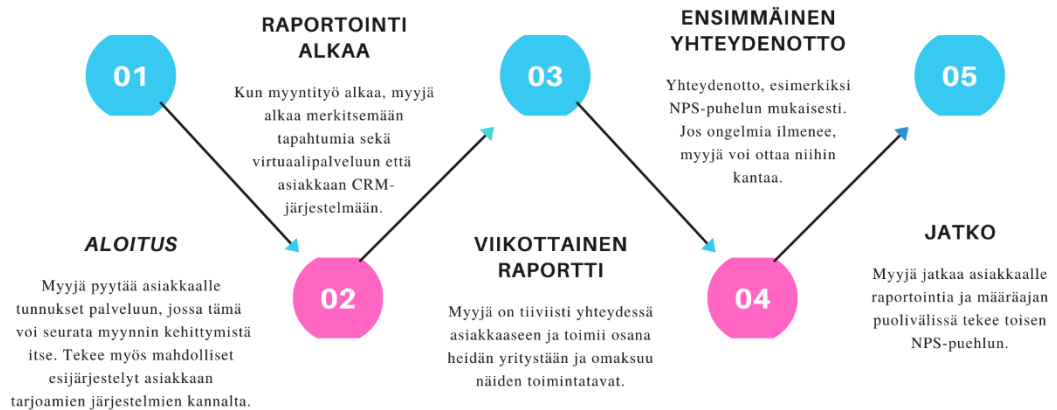 01
ALOITUS
Myyjä pyytää asiakkaalle
tunnukset palveluun, jossa tämä
voi seurata myynnin kehittymistä
itse. Tekee myös mahdolliset
esijärjestelyt asiakkaan
tarjoamien järjestelmien kannalta.
RAPORTOINTI
ALKAA
Kun myyntityö alkaa, myyjä
alkaa merkitsemään
tapahtumia sekä
virtuaalipalveluun että
asiakkaan CRM-
järjestelmään.
02
03
VIIKOTTAINEN
RAPORTTI
Myyjä on tiiviisti yhteydessä
asiakkaaseen ja toimii osana
heidän yritystään ja omaksuu
näiden toimintatavat.
ENSIMMÄINEN
YHTEYDENOTTO
Yhteydenotto, esimerkiksi
NPS-puhelun mukaisesti.
Jos ongelmia ilmenee,
myyjä voi ottaa niihin
kantaa.
04
05
JATKO
Myyjä jatkaa asiakkaalle
raportointia ja määräajan
puolivälissä tekee toisen
NPS-puehlun.